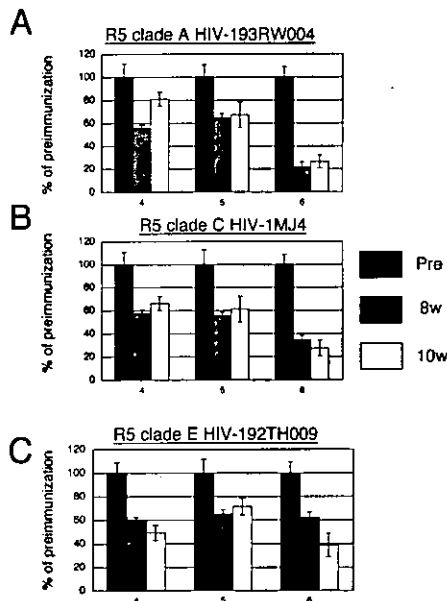 A
R5 clade A HIV-193RW004
% of preimmunization
120
100
80
60
40
20
0
4 5 6
B
R5 clade C HIV-1MJ4
% of preimmunization
120
100
80
60
40
20
0
4 5 6
Pre
8w
10w
C
R5 clade E HIV-192TH009
% of preimmunization
120
100
80
60
40
20
0
4 5 6